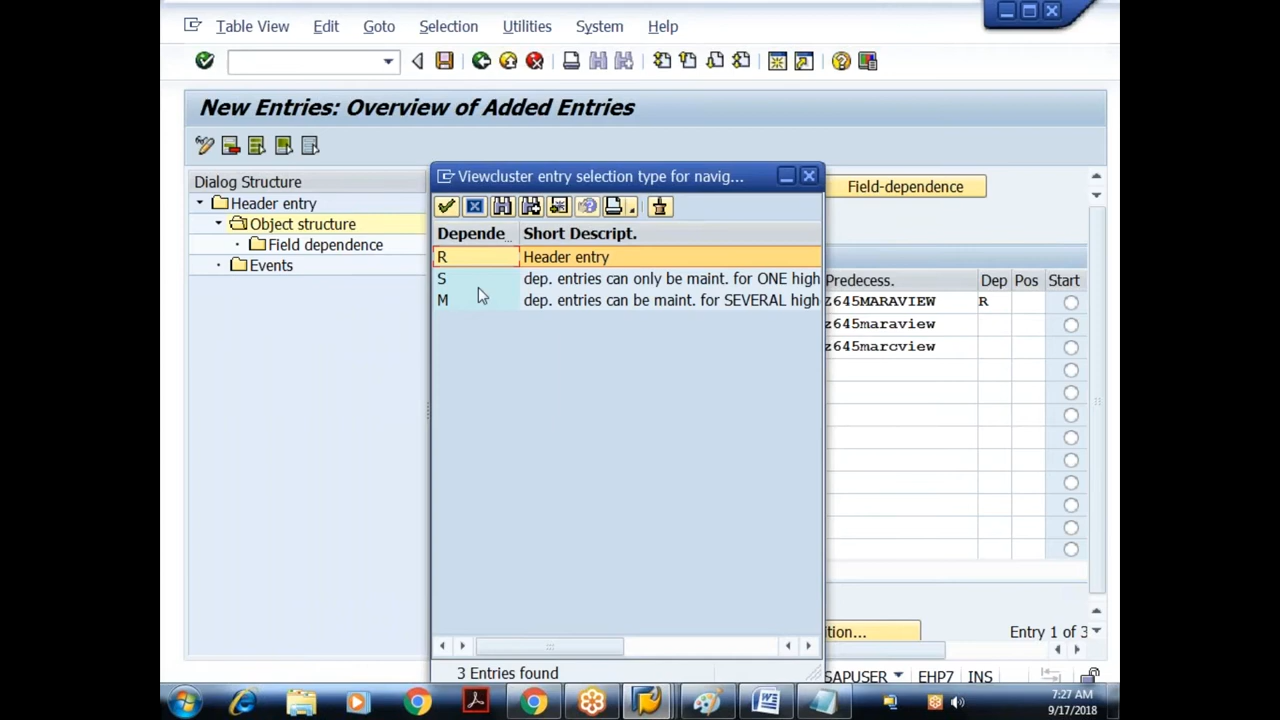 Table View Edit Goto Selection Utilities System Help
New Entries: Overview of Added Entries
Dialog Structure
Header entry
Object structure
Field dependence
Events
Viewcluster entry selection type for navig...
Depende...
Short Descript.
R Header entry
S dep. entries can only be maint. for ONE high
M dep. entries can be maint. for SEVERAL high
3 Entries found
Field-dependence
Predecess. Dep Pos Start
Z645MARAVIEW R
z645maraview
z645marcview
ition... Entry 1 of 3
SAPUSER EHP7 INS
7:27 AM
9/17/2018